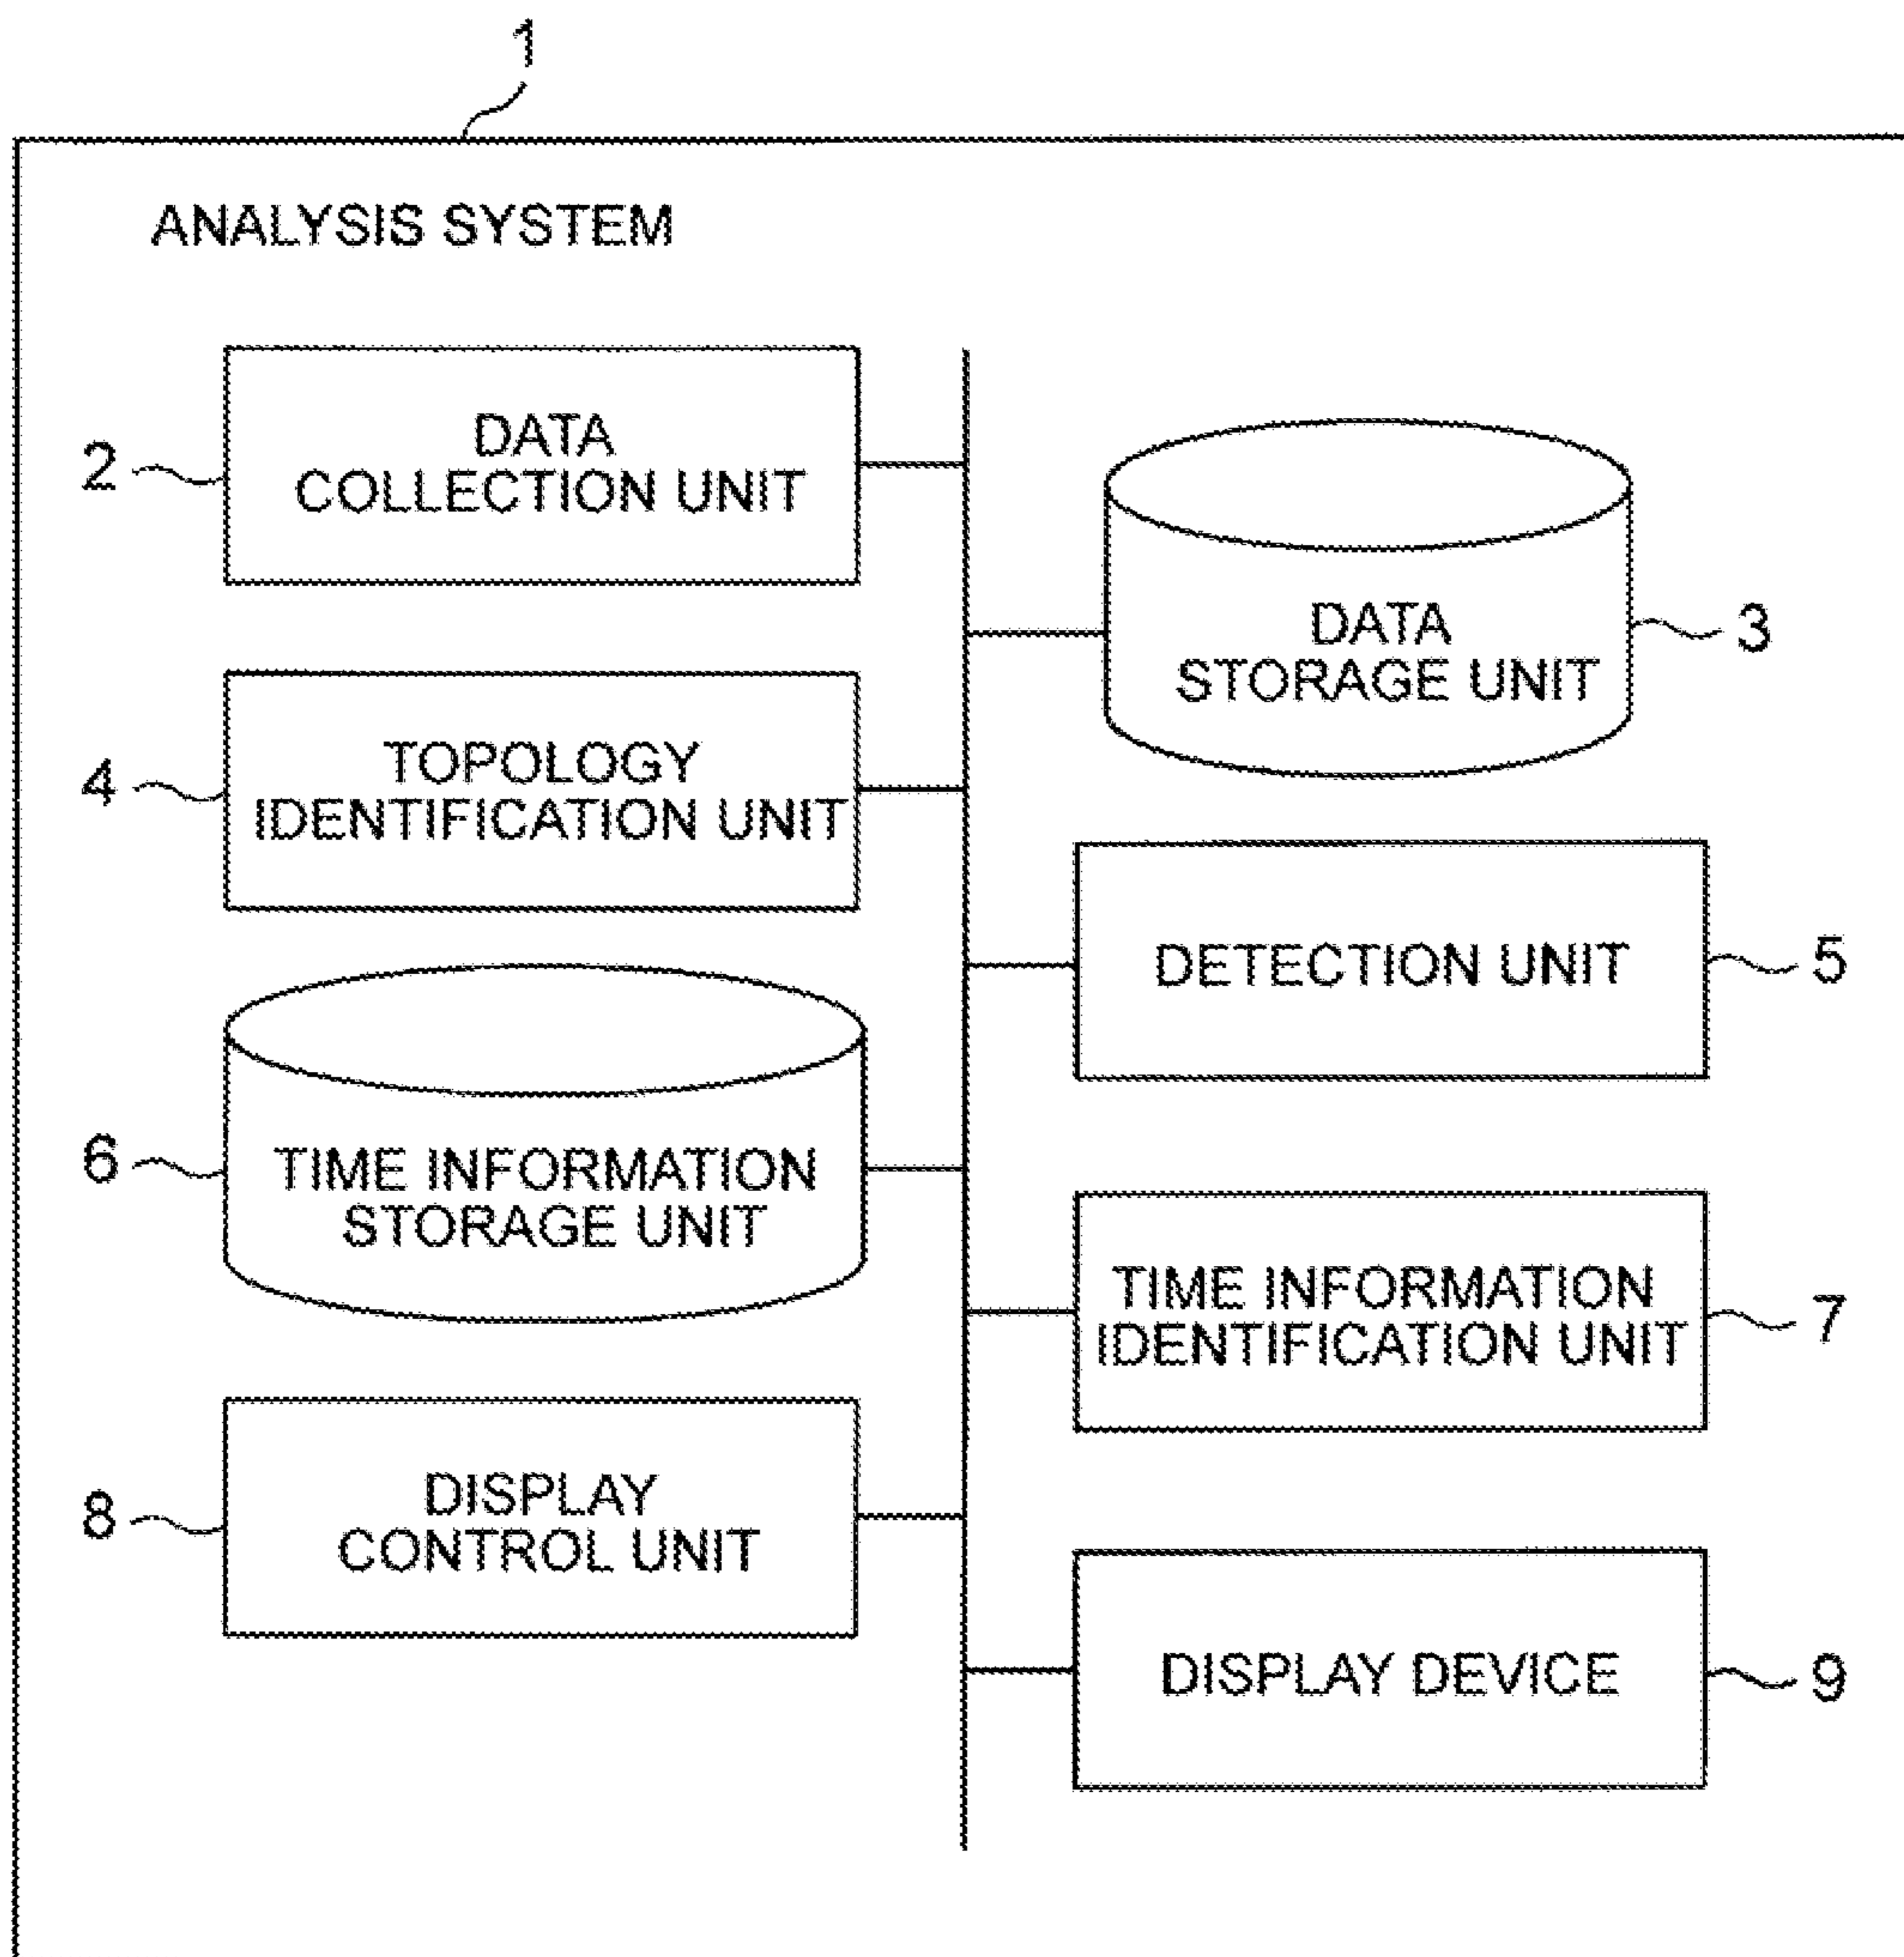 1
ANALYSIS SYSTEM
2
DATA
COLLECTION UNIT
DATA
STORAGE UNIT
3
4
TOPOLOGY
IDENTIFICATION UNIT
DETECTION UNIT
5
6
TIME INFORMATION
STORAGE UNIT
TIME INFORMATION
IDENTIFICATION UNIT
7
8
DISPLAY
CONTROL UNIT
DISPLAY DEVICE
9